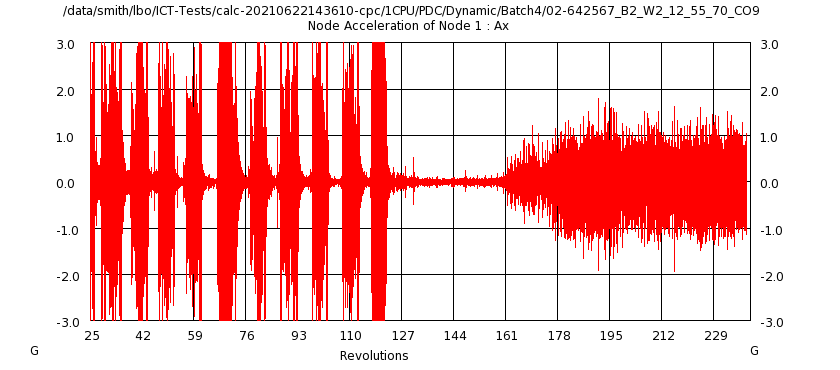 /data/smith/lbo/ICT-Tests/calc-20210622143610-cpc/1CPU/PDC/Dynamic/Batch4/02-642567_B2_W2_12_55_70_CO9
Node Acceleration of Node 1 : Ax
3.0 3.0
2.0 2.0
1.0 1.0
0.0 0.0
-1.0 -1.0
-2.0 -2.0
-3.0 -3.0
25 42 59 76 93 110 127 144 161 178 195 212 229
G G
Revolutions